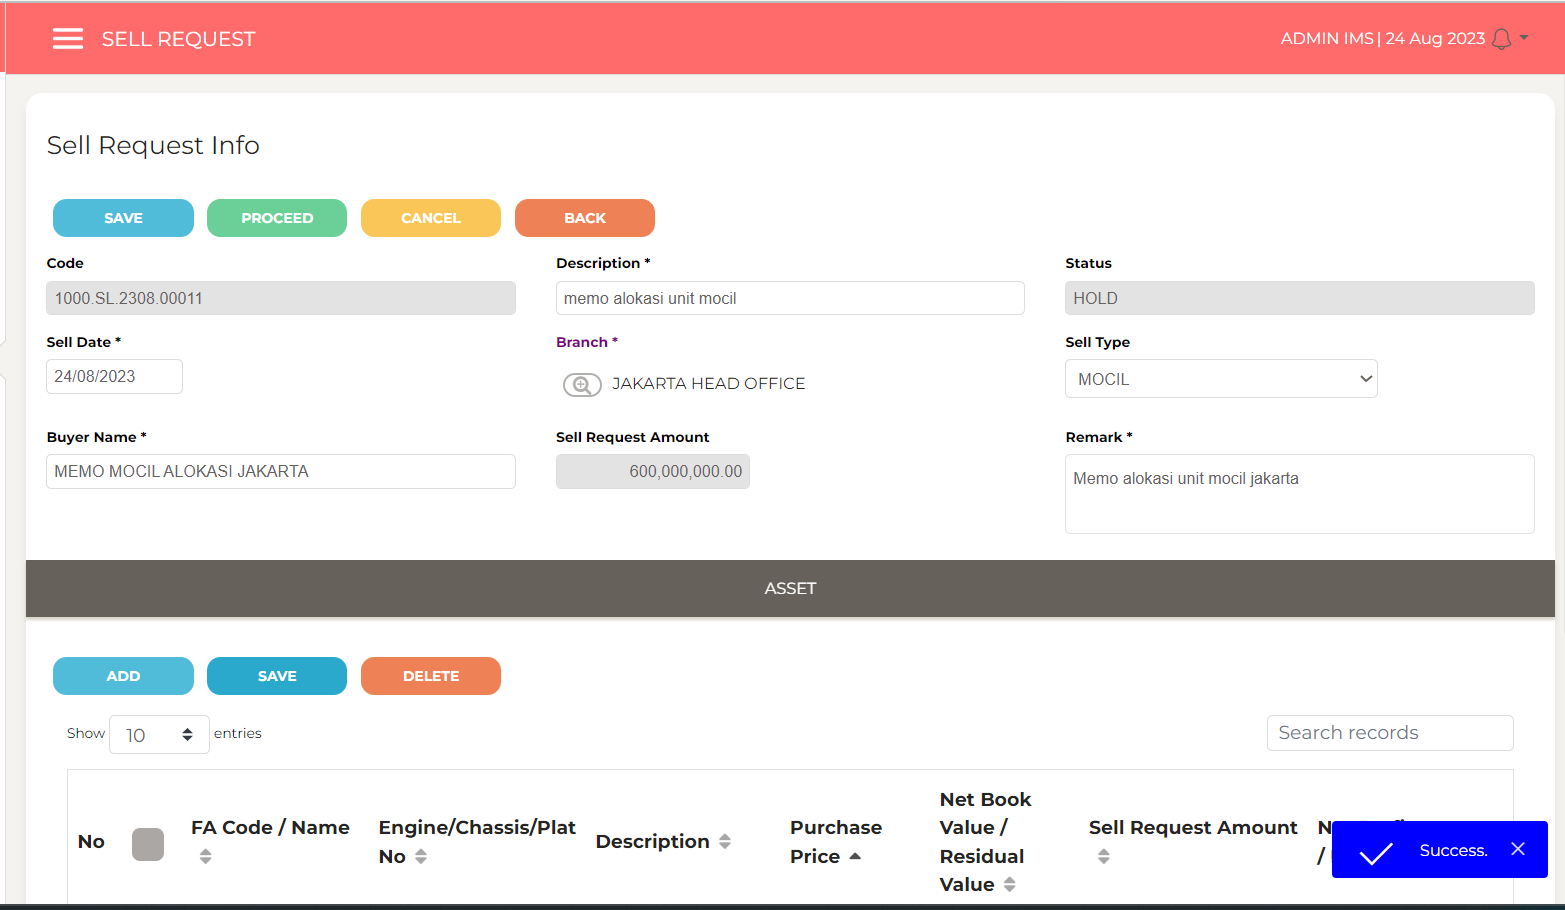 SELL REQUEST
ADMIN IMS | 24 Aug 2023
Sell Request Info
SAVE PROCEED CANCEL BACK
Code Description * Status
1000.SL.2308.00011 memo alokasi unit mocil HOLD
Sell Date * Branch * Sell Type
24/08/2023 JAKARTA HEAD OFFICE MOCIL
Buyer Name * Sell Request Amount Remark *
MEMO MOCIL ALOKASI JAKARTA 600,000,000.00 Memo alokasi unit mocil jakarta
ASSET
ADD SAVE DELETE
Show 10 entries Search records
No
FA Code / Name
Engine/Chassis/Plat
No
Description
Purchase
Price
Net Book
Value /
Residual
Value
Sell Request Amount
Success.